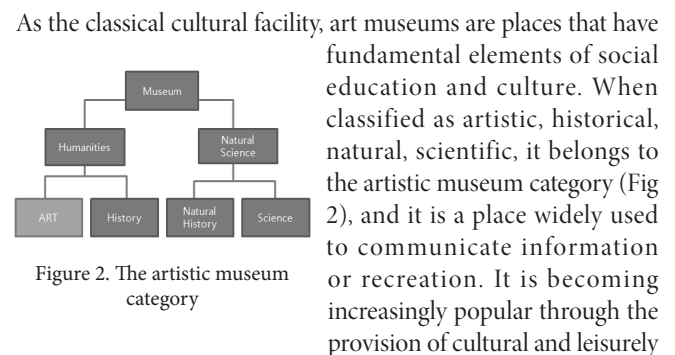 As the classical cultural facility, art museums are places that have
fundamental elements of social
education and culture. When
classified as artistic, historical,
natural, scientific, it belongs to
the artistic museum category (Fig
2), and it is a place widely used
to communicate information
or recreation. It is becoming
increasingly popular through the
provision of cultural and leisurely
Museum
Humanities
Natural
Science
ART
History
Natural
History
Science
Figure 2. The artistic museum
category